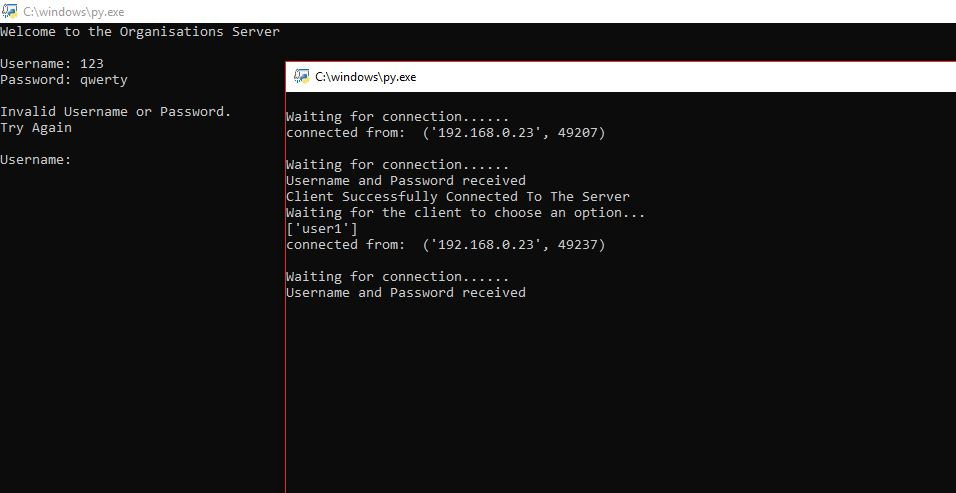 C:\windows\py.exe
Welcome to the Organisations Server
Username: 123
Password: qwerty
Invalid Username or Password.
Try Again
Username:
C:\windows\py.exe
Waiting for connection......
connected from:  ('192.168.0.23', 49207)
Waiting for connection......
Username and Password received
Client Successfully Connected To The Server
Waiting for the client to choose an option...
['user1']
connected from:  ('192.168.0.23', 49237)
Waiting for connection......
Username and Password received